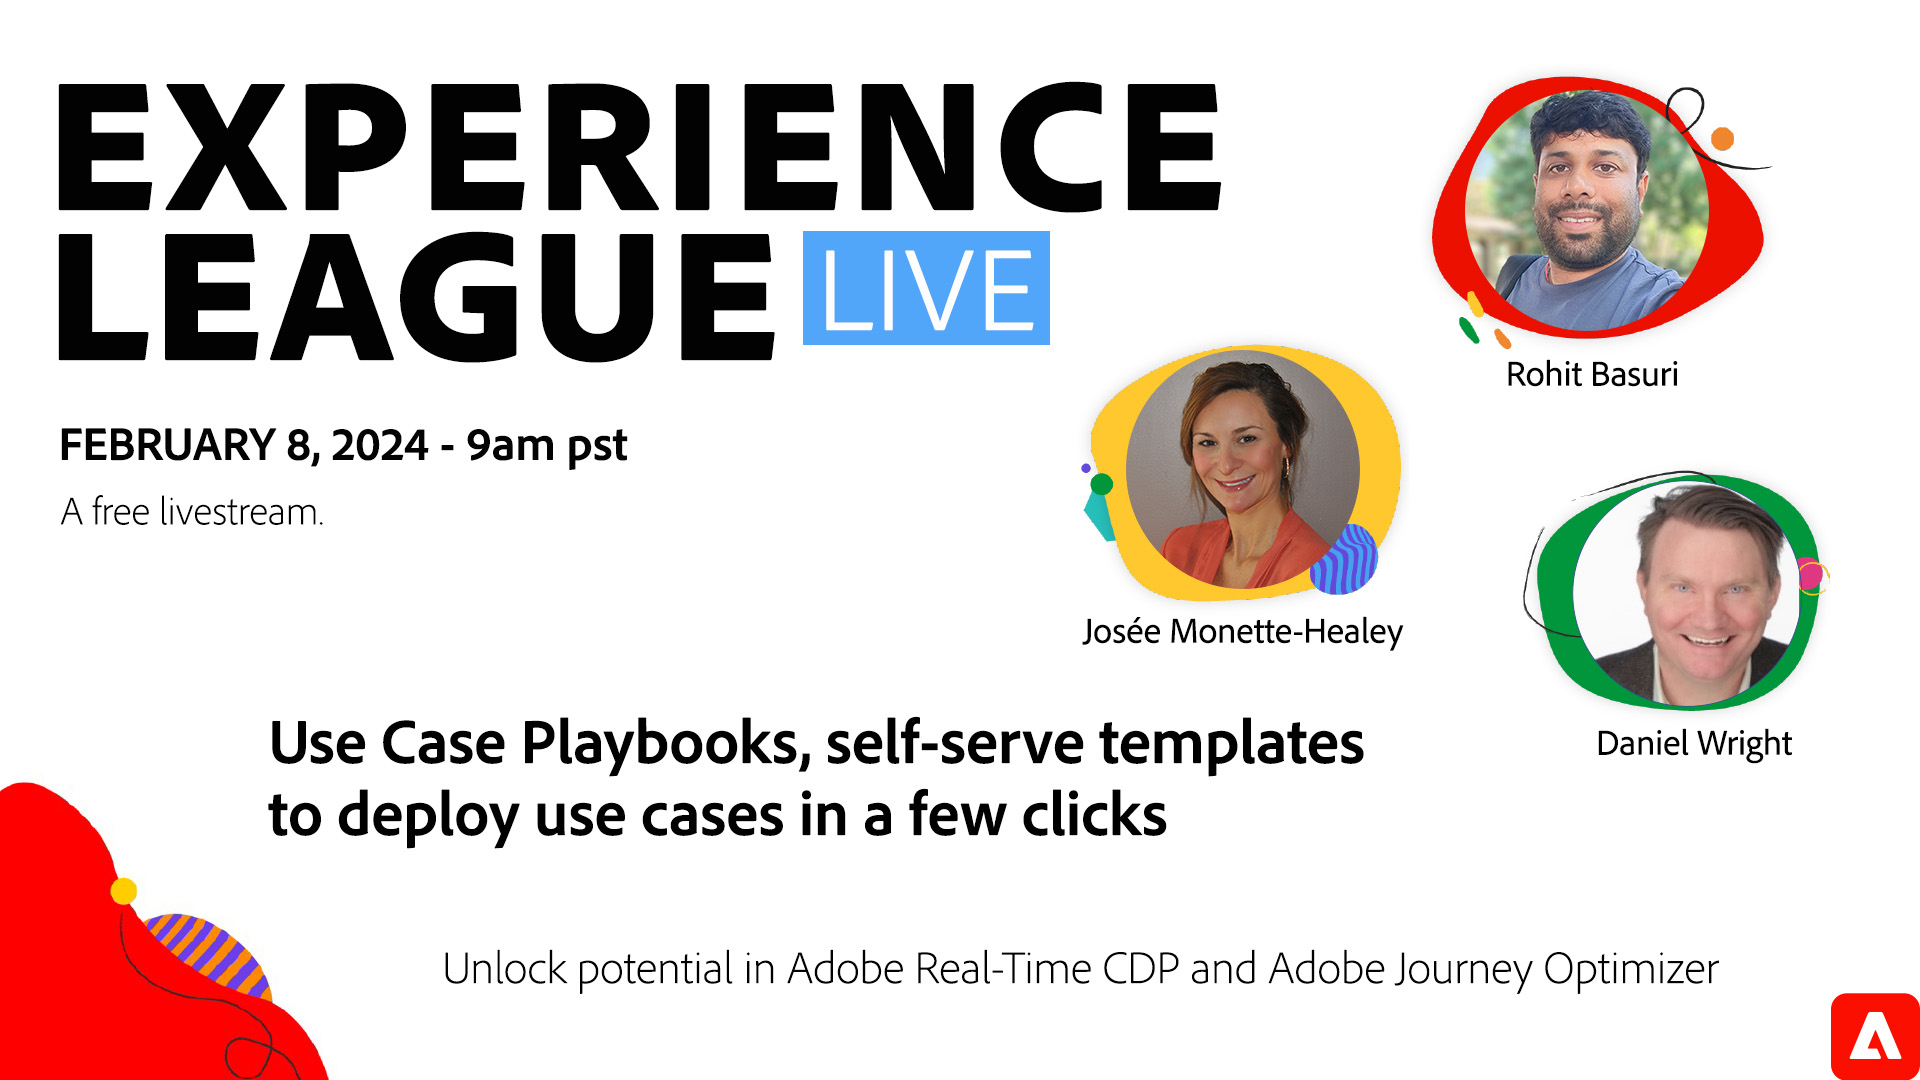 EXPERIENCE
LEAGUE LIVE
FEBRUARY 8, 2024 - 9am pst
A free livestream.
Rohit Basuri
Josée Monette-Healey
Daniel Wright
Use Case Playbooks, self-serve templates
to deploy use cases in a few clicks
Unlock potential in Adobe Real-Time CDP and Adobe Journey Optimizer